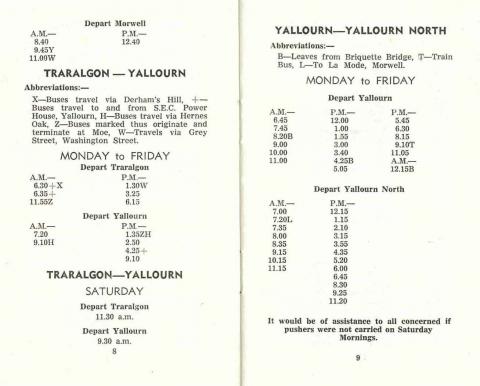 Depart Morwell
A.M.— P.M.—
8.40 12.40
9.45Y
11.09W
TRARALGON — YALLOURN
Abbreviations:—
X—Buses travel via Derham's Hill, +—
Buses travel to and from S.E.C. Power
House, Yallourn, H—Buses travel via Hernes
Oak, Z—Buses marked thus originate and
terminate at Moe, W—Travels via Grey
Street, Washington Street.
MONDAY to FRIDAY
Depart Traralgon
A.M.— P.M.—
6.30+X 1.30W
6.35+ 3.25
11.55Z 6.15
Depart Yallourn
A.M.— P.M.—
7.20 1.35ZH
9.10H 2.50
4.25+
9.10
TRARALGON—YALLOURN
SATURDAY
Depart Traralgon
11.30 a.m.
Depart Yallourn
9.30 a.m.
8
YALLOURN—YALLOURN NORTH
Abbreviations:—
B—Leaves from Briquette Bridge, T—Train
Bus, L—To La Mode, Morwell.
MONDAY to FRIDAY
Depart Yallourn
A.M.— P.M.—
6.45 12.00 5.45
7.45 1.00 6.30
8.20B 1.55 8.15
9.00 3.00 9.10T
10.00 3.40 11.05
11.00 4.25B A.M.—
5.05 12.15B
Depart Yallourn North
A.M.— P.M.—
7.00 12.15
7.20L 1.15
7.35 2.10
8.00 3.15
8.35 3.55
9.15 4.35
10.15 5.20
11.15 6.00
6.45
8.30
9.25
11.20
It would be of assistance to all concerned if
pushers were not carried on Saturday
Mornings.
9